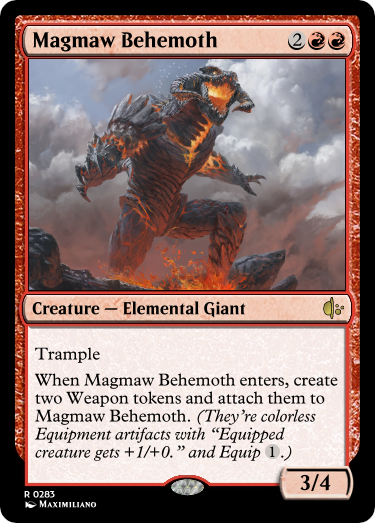 Magmaw Behemoth 2
Creature — Elemental Giant
Trample
When Magmaw Behemoth enters, create
two Weapon tokens and attach them to
Magmaw Behemoth. (They're colorless
Equipment artifacts with “Equipped
creature gets +1/+0.” and Equip 1.)
3/4
R 0283
Maximiliano